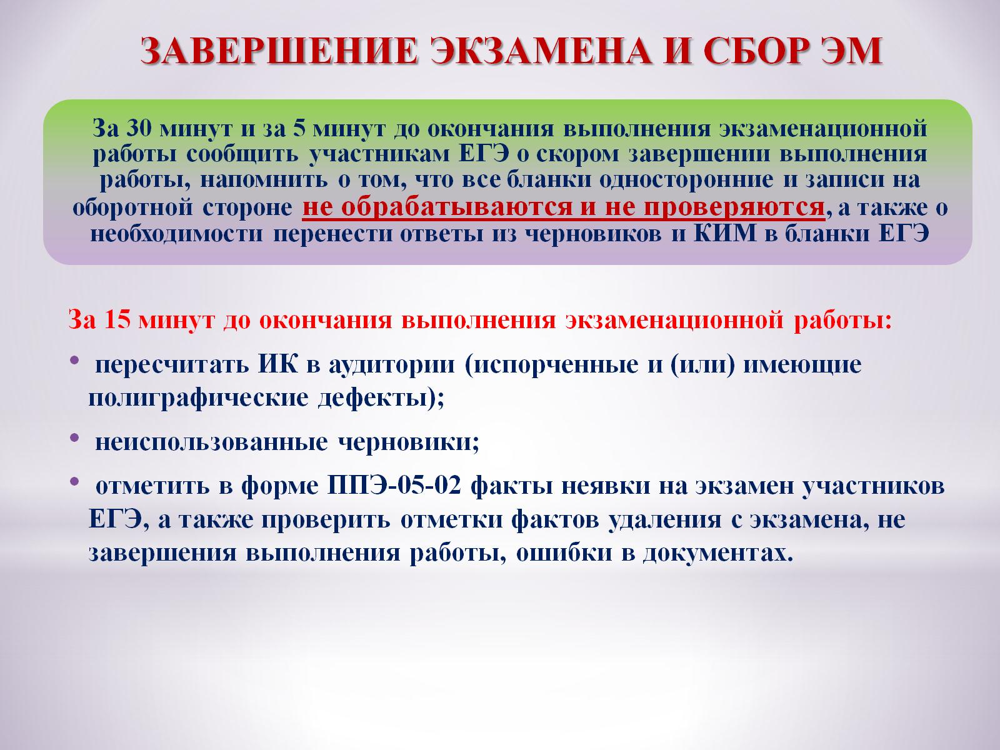 ЗАВЕРШЕНИЕ ЭКЗАМЕНА И СБОР ЭМ
За 30 минут и за 5 минут до окончания выполнения экзаменационной
работы сообщить участникам ЕГЭ о скором завершении выполнения
работы, напомнить о том, что все бланки односторонние и записи на
оборотной стороне не обрабатываются и не проверяются, а также о
необходимости перенести ответы из черновиков и КИМ в бланки ЕГЭ
За 15 минут до окончания выполнения экзаменационной работы:
• пересчитать ИК в аудитории (испорченные и (или) имеющие
полиграфические дефекты);
• неиспользованные черновики;
• отметить в форме ППЭ-05-02 факты неявки на экзамен участников
ЕГЭ, а также проверить отметки фактов удаления с экзамена, не
завершения выполнения работы, ошибки в документах.